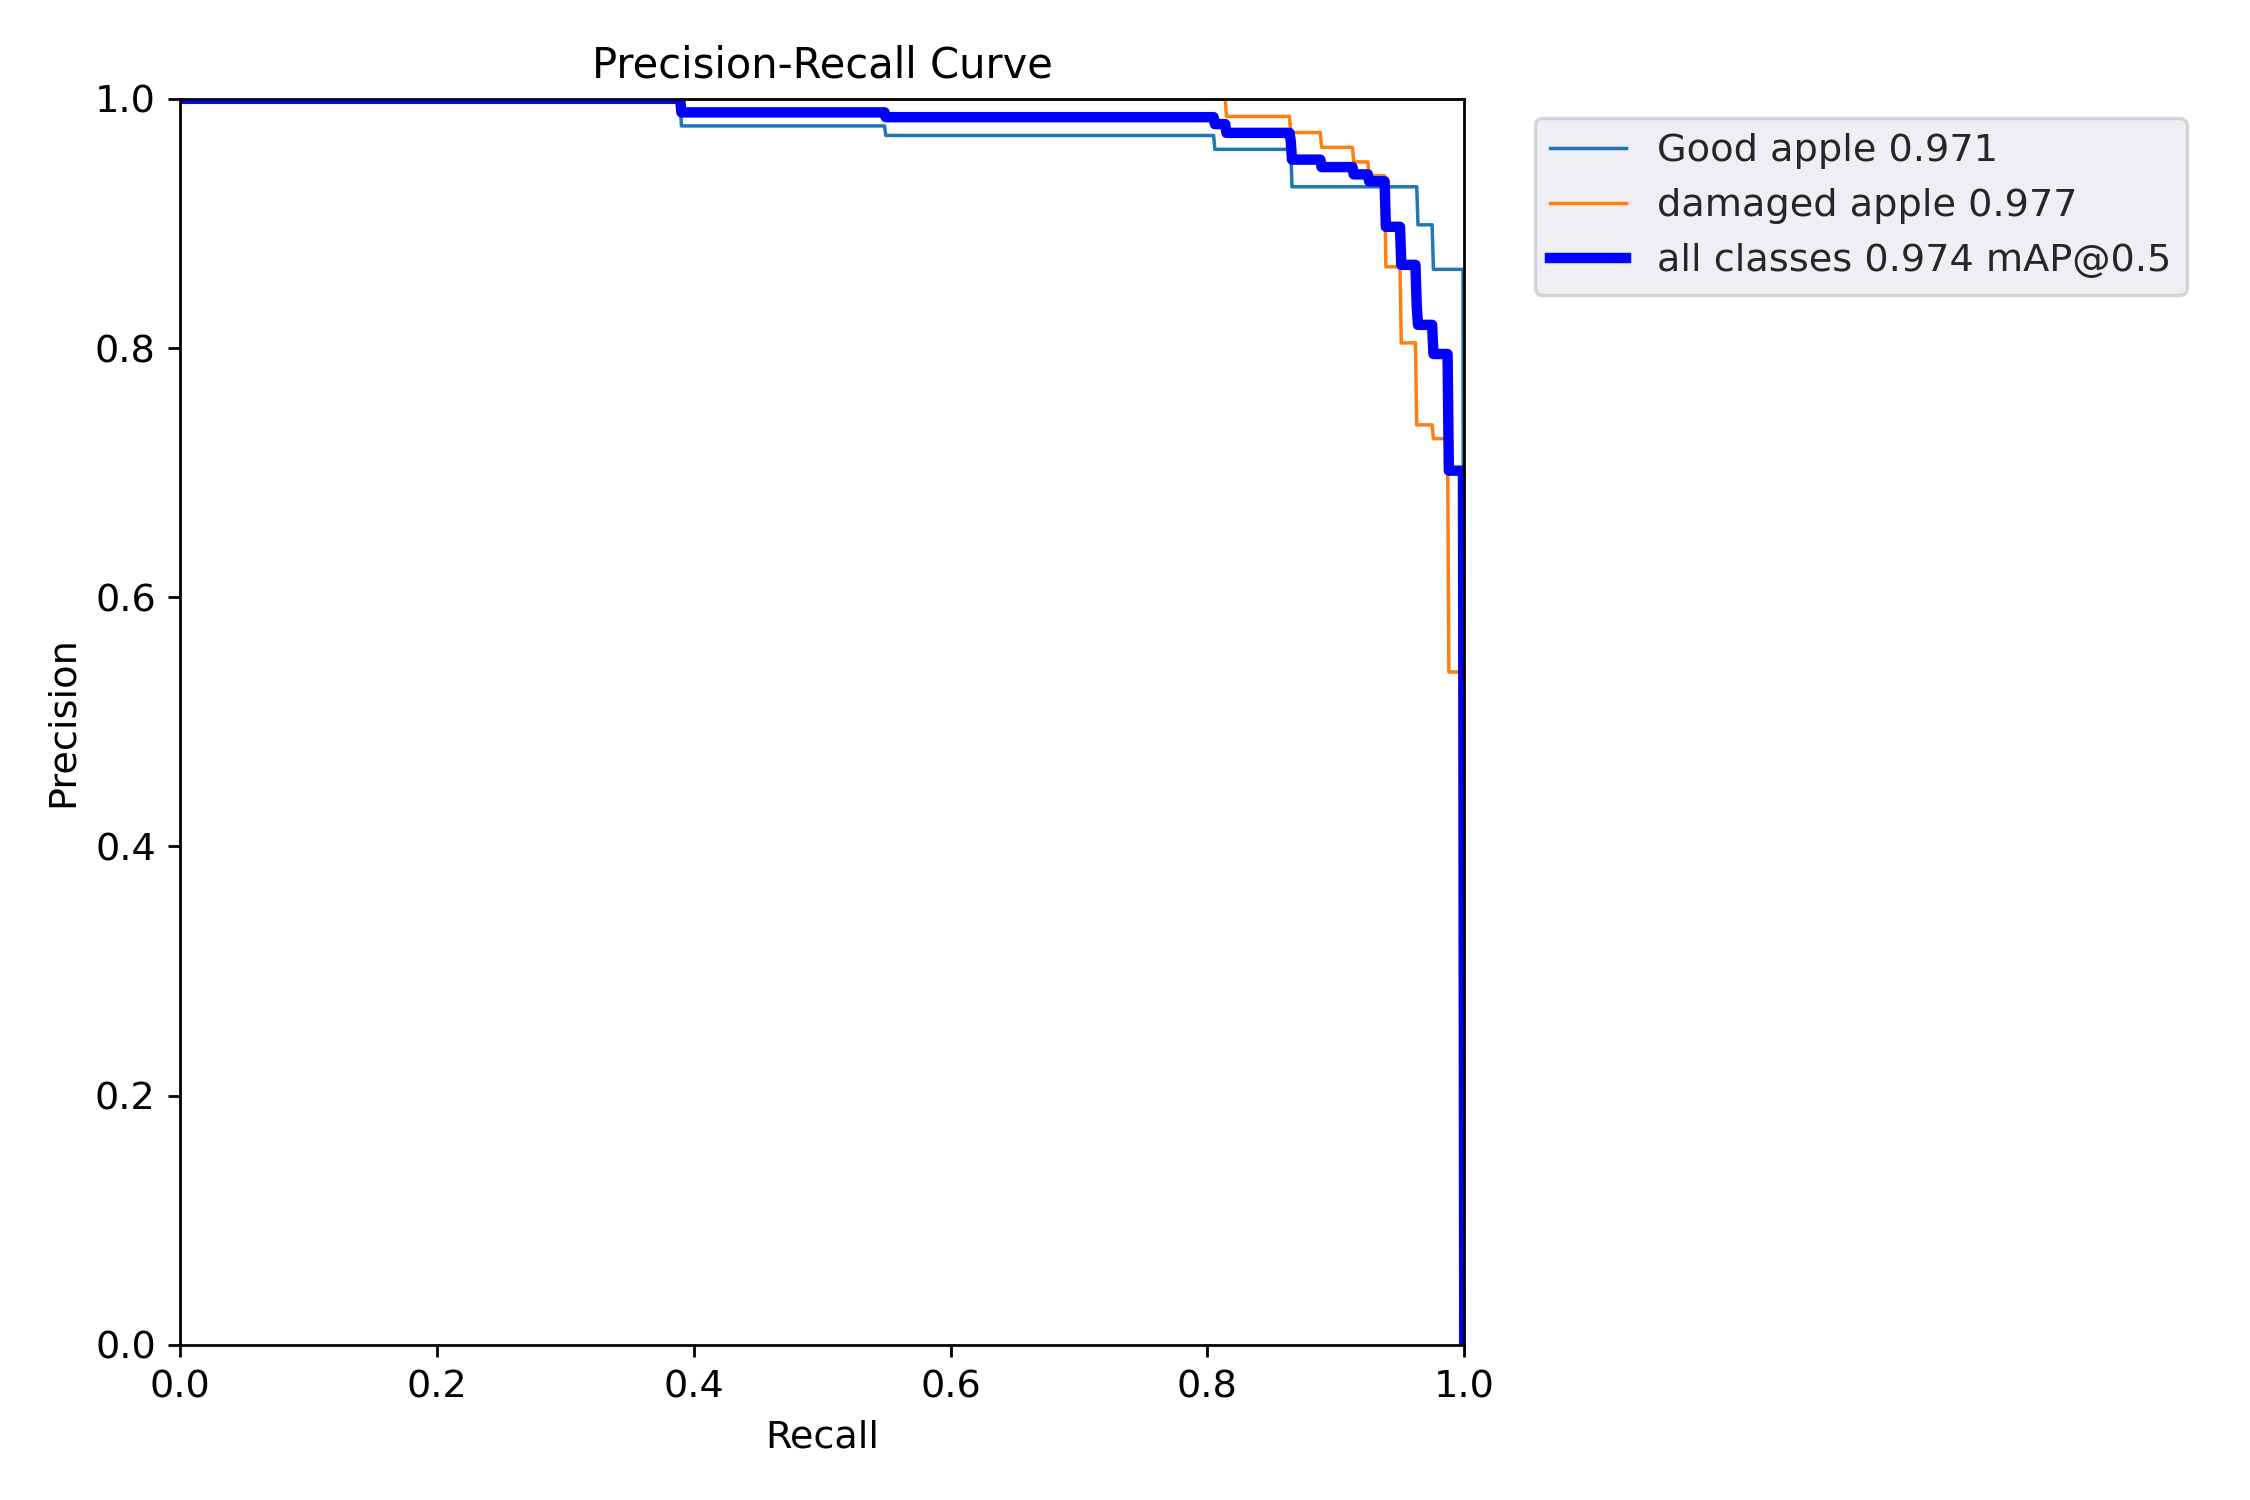 Precision-Recall Curve
1.0
0.8
0.6
0.4
0.2
0.0
Precision
0.0 0.2 0.4 0.6 0.8 1.0
Recall
Good apple 0.971
damaged apple 0.977
all classes 0.974 mAP@0.5